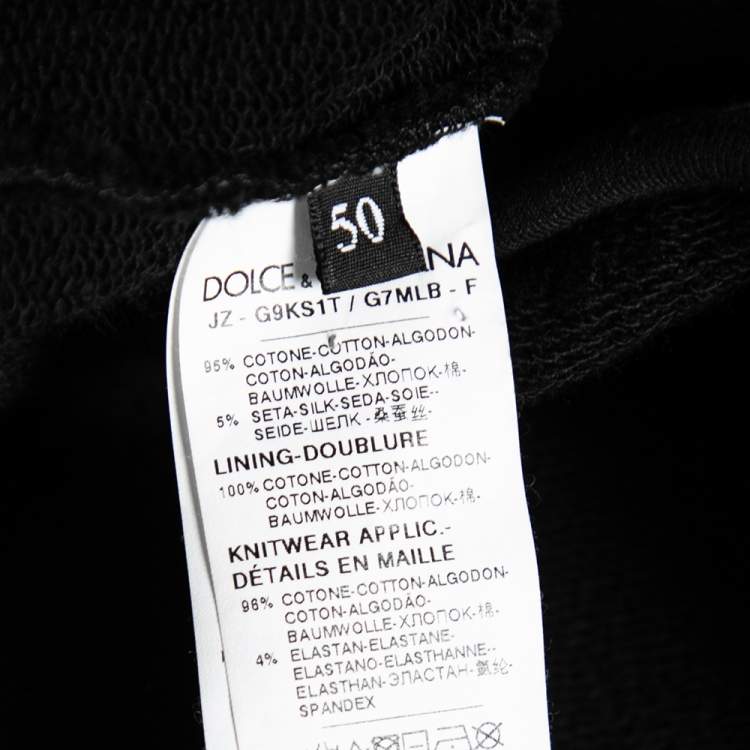 50
DOLCE &
JZ - G9KS1T / G7MLB - F
95% COTONE-COTTON-ALGODON-
COTON-ALGODÃO-
BAUMWOLLE-ХЛОПОК-棉-
5% SETA-SILK-SEDA-SOIE--
SEIDE-ШЕЛК -桑蚕丝-
LINING-DOUBLURE
100% COTONE-COTTON-ALGODON-
COTON-ALGODÃO-
BAUMWOLLE-ХЛОПОК-棉-
KNITWEAR APPLIC.-
DÉTAILS EN MAILLE
96% COTONE-COTTON-ALGODON-
COTON-ALGODÃO-
BAUMWOLLE-ХЛОПОК-棉-
4% ELASTAN-ELASTANE-
ELASTANO-ELASTHANNE--
ELASTHAN-ЭЛАСТАН-氨纶-
SPANDEX